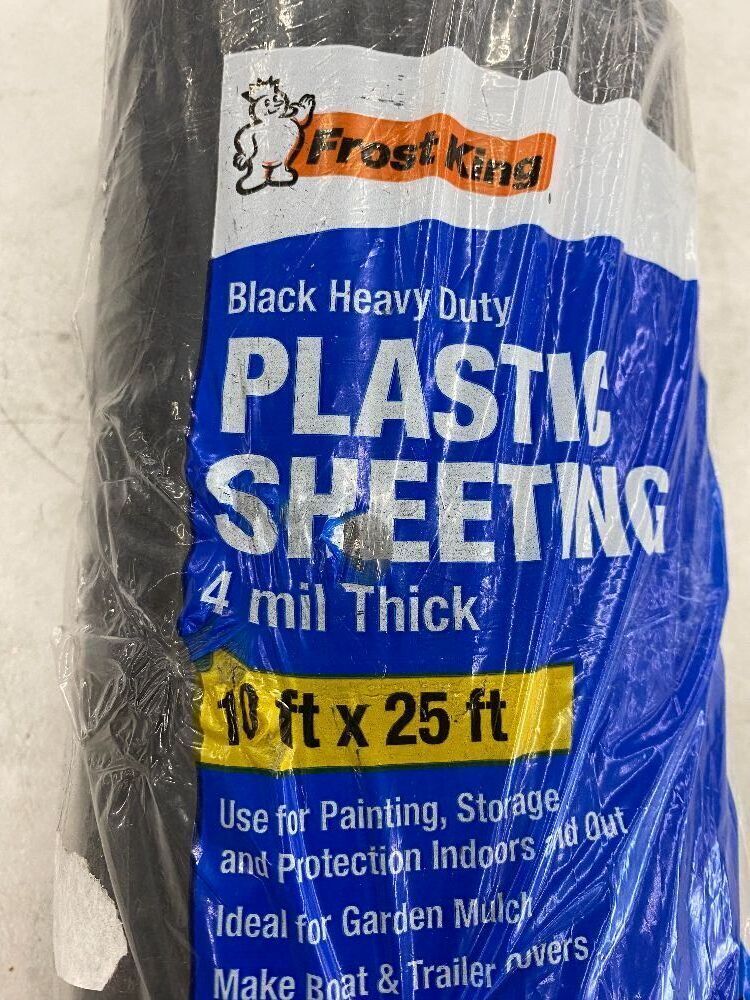 Frost King
Black Heavy Duty
PLASTIC
SHEETING
4 mil Thick
10 ft x 25 ft
Use for Painting, Storage
and Protection Indoors and Out
Ideal for Garden Mulch
Make Boat & Trailer Covers